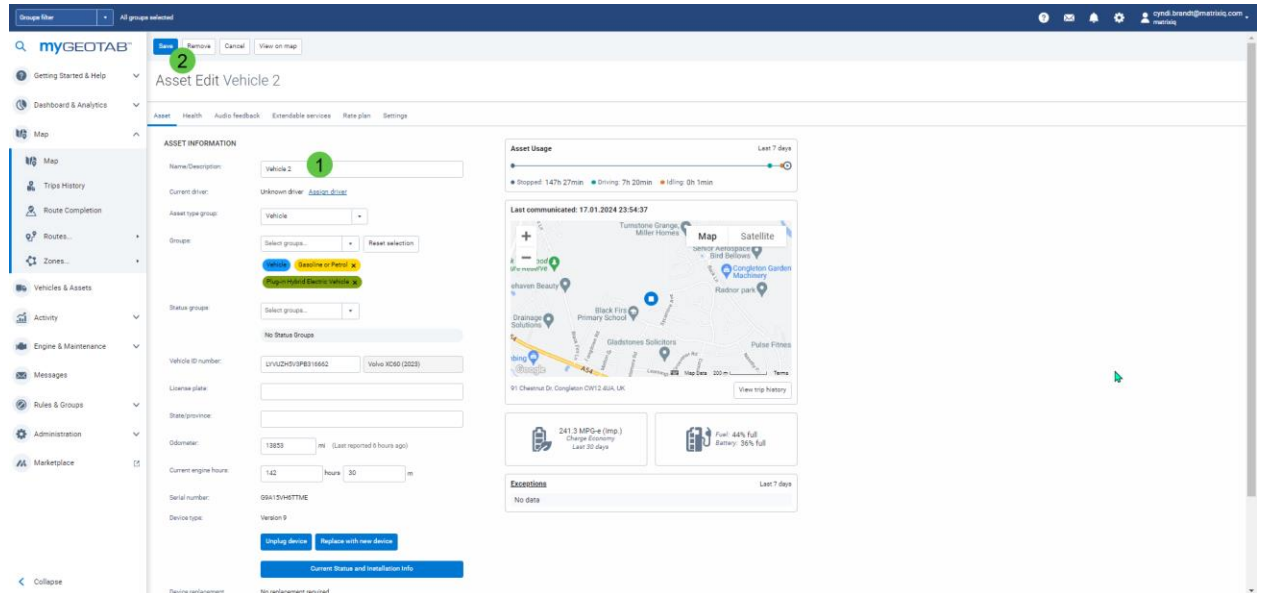 Groups filter
All groups selected
cyndi.brandt@matrixiq.com
matrixiq
myGEOTAB
Save
Remove
Cancel
View on map
2
Asset Edit Vehicle 2
Getting Started & Help
Dashboard & Analytics
Map
Map
Trips History
Route Completion
Routes...
Zones...
Vehicles & Assets
Activity
Engine & Maintenance
Messages
Rules & Groups
Administration
Marketplace
Collapse
Asset
Health
Audio feedback
Extendable services
Rate plan
Settings
ASSET INFORMATION
Name/Description:
Vehicle 2
1
Current driver:
Unknown driver Assign driver
Asset type group:
Vehicle
Groups:
Select groups...
Reset selection
Vehicle
Gasoline or Petrol x
Plug-in Hybrid Electric Vehicle x
Status groups:
Select groups...
No Status Groups
Vehicle ID number:
Volvo XC60 (2023)
License plate:
State/province:
Odometer:
13853 mi (Last reported 6 hours ago)
Current engine hours
142 hours 30 m
Serial number:
Device type:
Version 9
Unplug device
Replace with new device
Current Status and Installation Info
Device replacement
No replacement required
Asset Usage
Last 7 days
Stopped: 147h 27min
Driving: 7h 20min
Idling: 0h 1min
Last communicated: 17.01.2024 23:54:37
Turnstone Grange,
Miller Homes
+
Map
Satellite
Senior Aerospace
Bird Bellows
−
Congleton Garden
Machinery
Radnor park
Black Firs
Primary School
Drainage
Solutions
Gladstones Solicitors
Pulse Fitness
A54
Google
Map Data
200 m
Terms
91 Chestnut Dr, Congleton CW12 4UA, UK
View trip history
241.3 MPG-e (Imp.)
Charge Economy
Last 30 days
Fuel: 44% full
Battery: 36% full
Exceptions
Last 7 days
No data